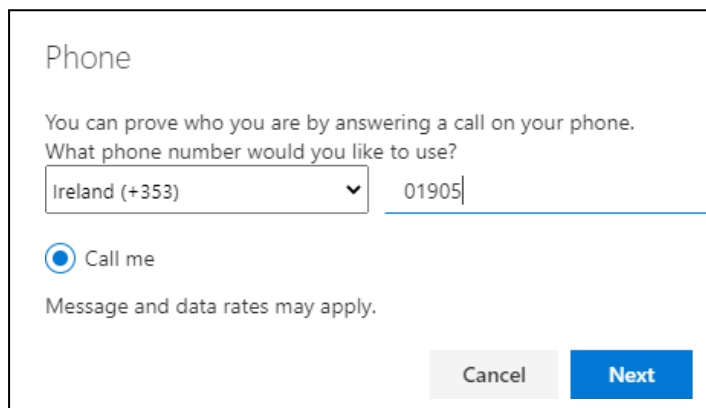 Phone
You can prove who you are by answering a call on your phone.
What phone number would you like to use?
Ireland (+353) 01905
Call me
Message and data rates may apply.
Cancel Next